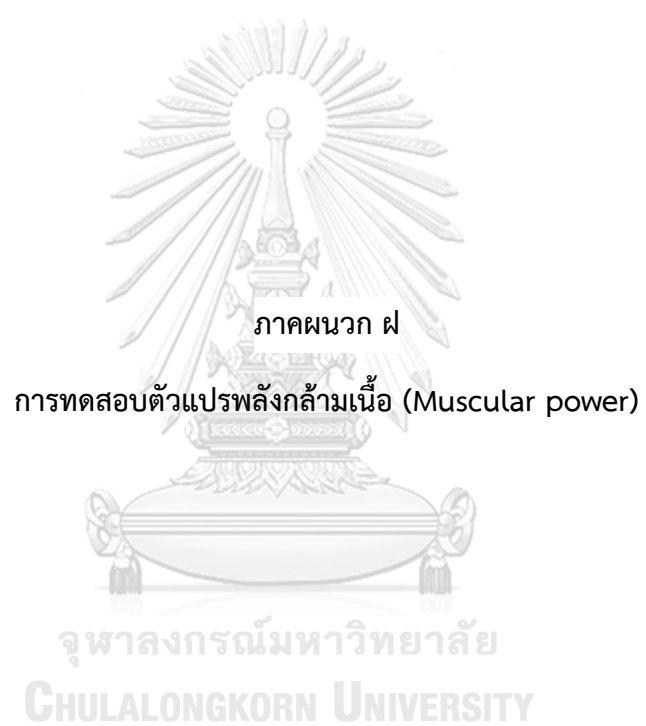 ภาคผนวก ฝ
การทดสอบตัวแปรพลังกล้ามเนื้อ (Muscular power)
จุฬาลงกรณ์มหาวิทยาลัย
CHULALONGKORN UNIVERSITY